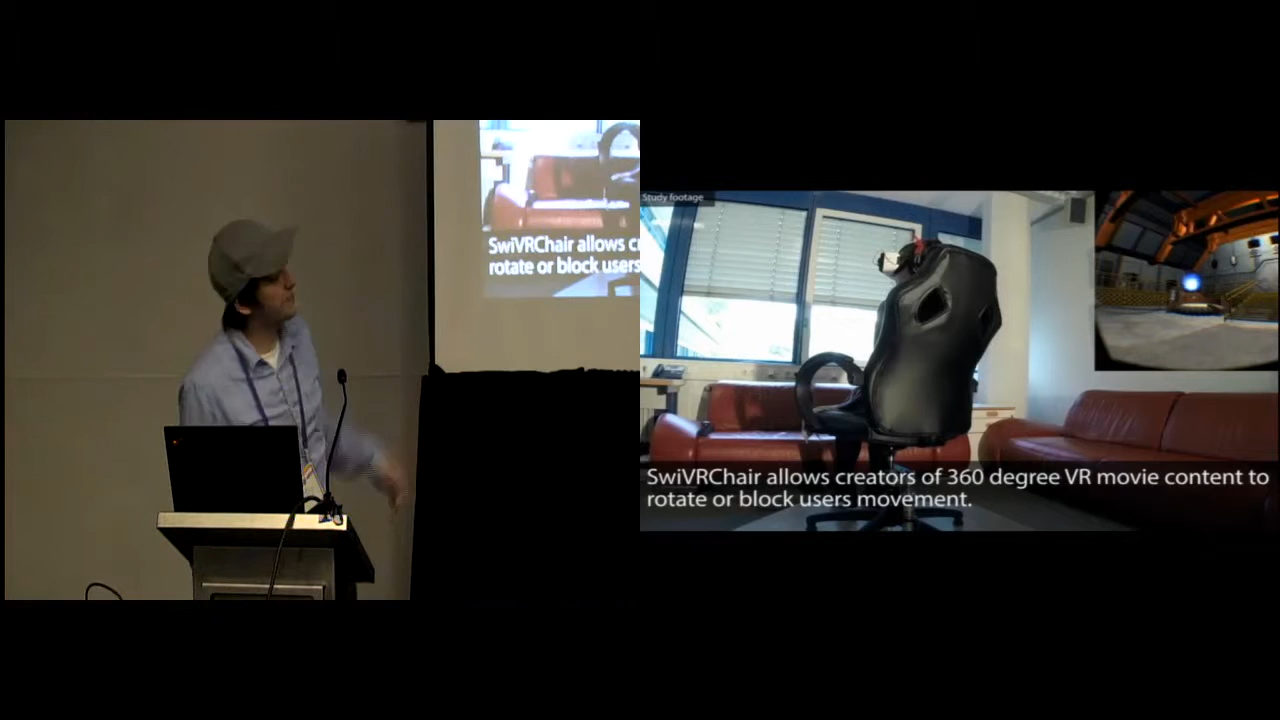 SwiVRChair allows c
rotate or block users
Study footage
SwiVRChair allows creators of 360 degree VR movie content to
rotate or block users movement.